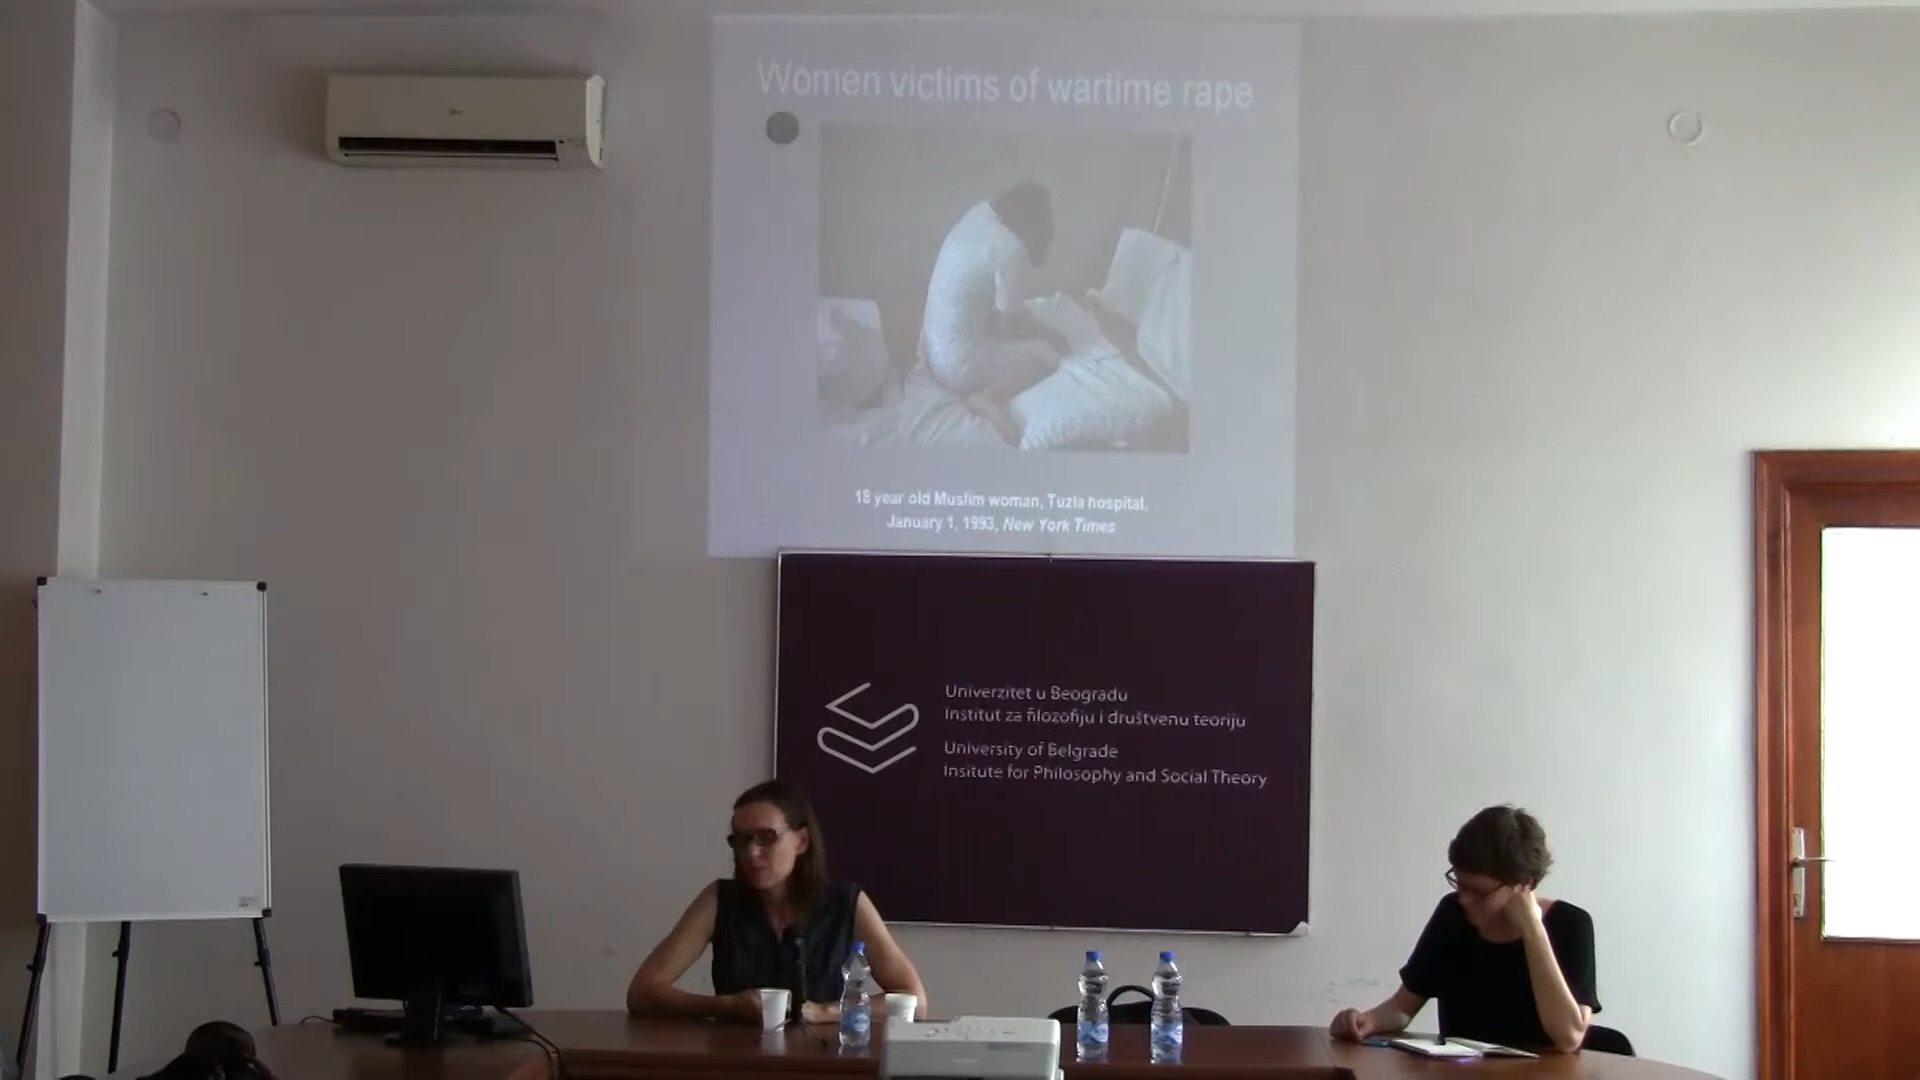 Women victims of wartime rape
18 year old Muslim woman, Tuzla hospital,
January 1, 1993, New York Times
Univerzitet u Beogradu
Institut za filozofiju i društvenu teoriju
University of Belgrade
Insitute for Philosophy and Social Theory